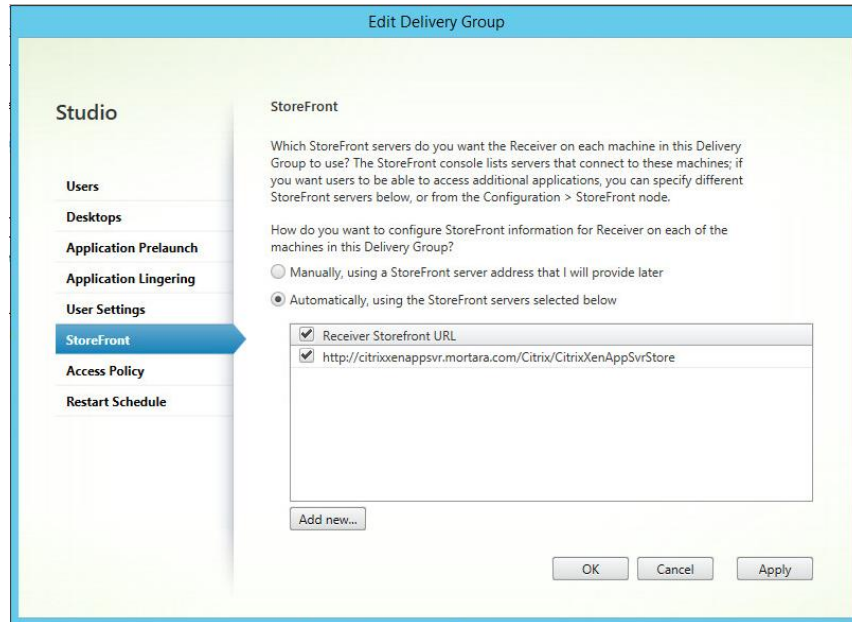 Edit Delivery Group
Studio
Users
Desktops
Application Prelaunch
Application Lingering
User Settings
StoreFront
Access Policy
Restart Schedule
StoreFront
Which StoreFront servers do you want the Receiver on each machine in this Delivery
Group to use? The StoreFront console lists servers that connect to these machines; if
you want users to be able to access additional applications, you can specify different
StoreFront servers below, or from the Configuration > StoreFront node.
How do you want to configure StoreFront information for Receiver on each of the
machines in this Delivery Group?
Manually, using a StoreFront server address that I will provide later
Automatically, using the StoreFront servers selected below
Receiver Storefront URL
http://citrixxenappsvr.mortara.com/Citrix/CitrixXenAppSvrStore
Add new...
OK
Cancel
Apply